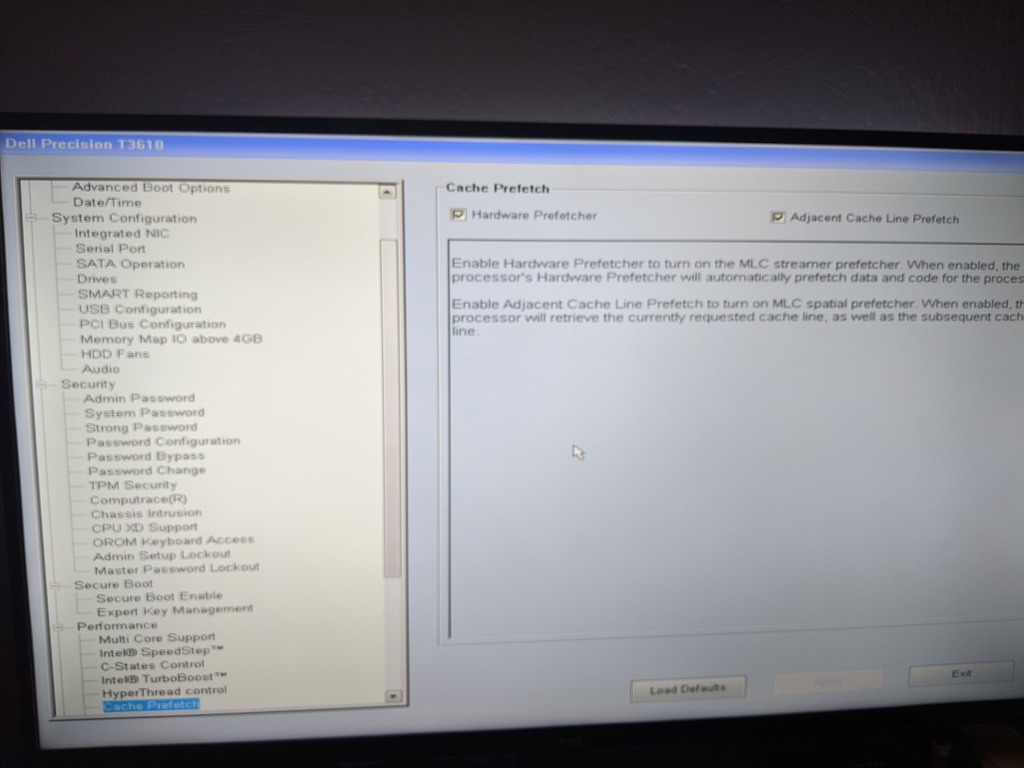 Dell Precision T3610
Advanced Boot Options
Date/Time
System Configuration
Integrated NIC
Serial Port
SATA Operation
Drives
SMART Reporting
USB Configuration
PCI Bus Configuration
Memory Map IO above 4GB
HDD Fans
Audio
Security
Admin Password
System Password
Strong Password
Password Configuration
Password Bypass
Password Change
TPM Security
Computrace(R)
Chassis Intrusion
CPU XD Support
OROM Keyboard Access
Admin Setup Lockout
Master Password Lockout
Secure Boot
Secure Boot Enable
Expert Key Management
Performance
Multi Core Support
Intel® SpeedStep™
C-States Control
Intel® TurboBoost™
HyperThread control
Cache Prefetch
Cache Prefetch
Hardware Prefetcher
Adjacent Cache Line Prefetch
Enable Hardware Prefetcher to turn on the MLC streamer prefetcher. When enabled, the
processor's Hardware Prefetcher will automatically prefetch data and code for the proces
Enable Adjacent Cache Line Prefetch to turn on MLC spatial prefetcher. When enabled, th
processor will retrieve the currently requested cache line, as well as the subsequent cach
line.
Load Defaults
Apply
Exit
TCL